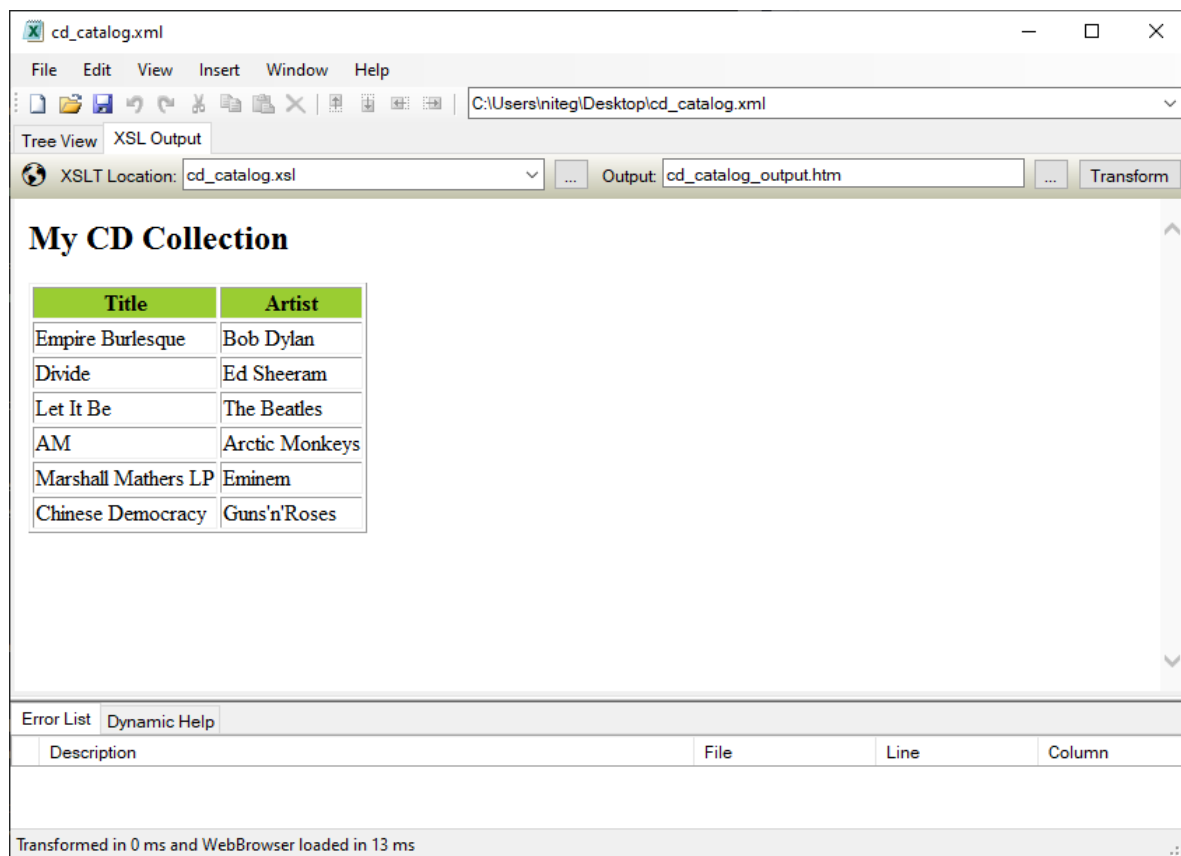 cd_catalog.xml
File Edit View Insert Window Help
C:\Users\niteg\Desktop\cd_catalog.xml
Tree View XSL Output
XSLT Location: cd_catalog.xsl ... Output: cd_catalog_output.htm ... Transform
My CD Collection
Title Artist
Empire Burlesque Bob Dylan
Divide Ed Sheeram
Let It Be The Beatles
AM Arctic Monkeys
Marshall Mathers LP Eminem
Chinese Democracy Guns'n'Roses
Error List Dynamic Help
Description File Line Column
Transformed in 0 ms and WebBrowser loaded in 13 ms